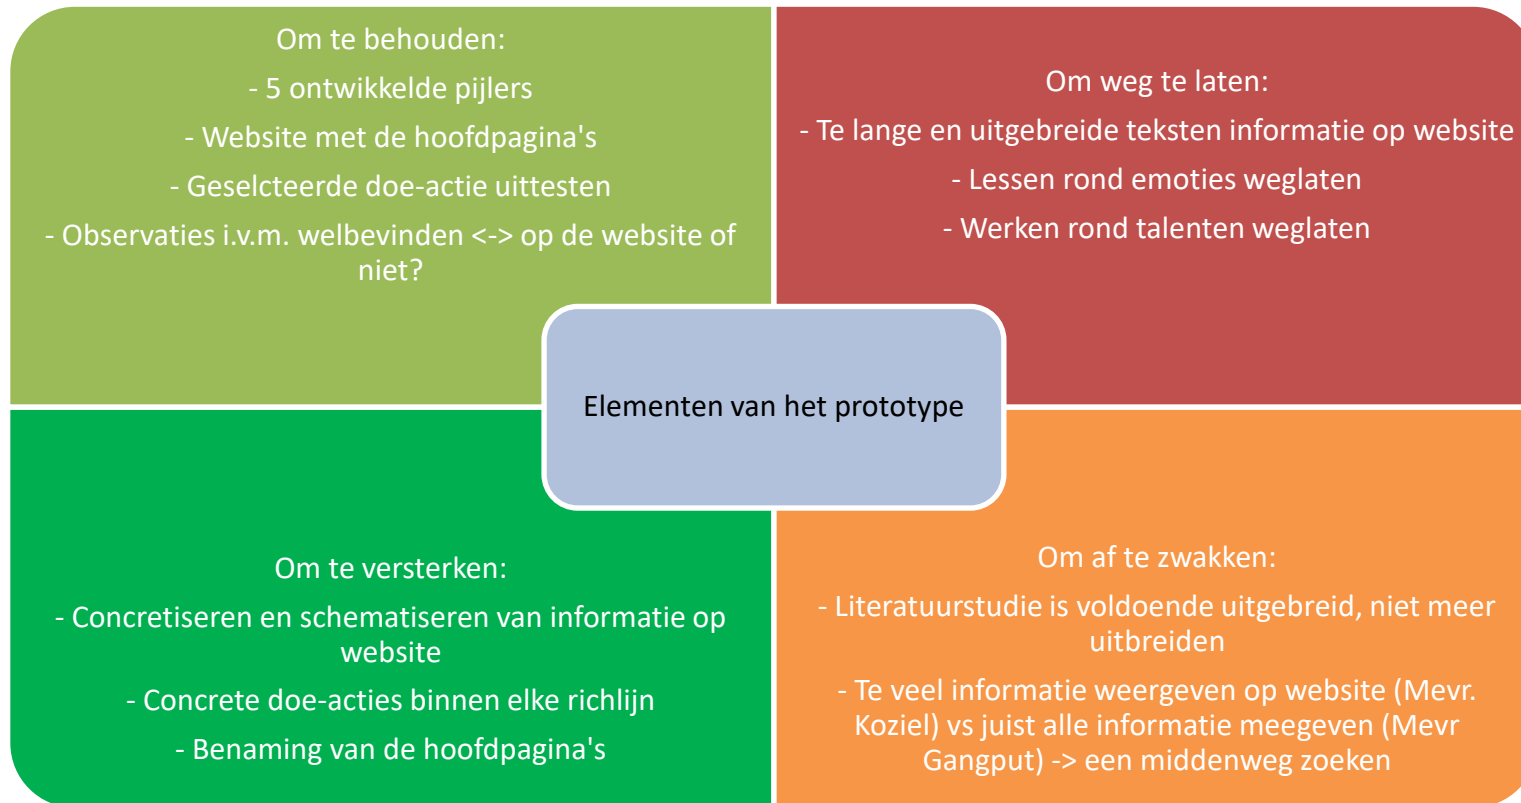 Om te behouden:
- 5 ontwikkelde pijlers
- Website met de hoofdpagina's
- Geselcteerde doe-actie uittesten
- Observaties i.v.m. welbevinden <-> op de website of
niet?
Om weg te laten:
- Te lange en uitgebreide teksten informatie op website
- Lessen rond emoties weglaten
- Werken rond talenten weglaten
Elementen van het prototype
Om te versterken:
- Concretiseren en schematiseren van informatie op
website
- Concrete doe-acties binnen elke richlijn
- Benaming van de hoofdpagina's
Om af te zwakken:
- Literatuurstudie is voldoende uitgebreid, niet meer
uitbreiden
- Te veel informatie weergeven op website (Mevr.
Koziel) vs juist alle informatie meegeven (Mevr
Gangput) -> een middenweg zoeken